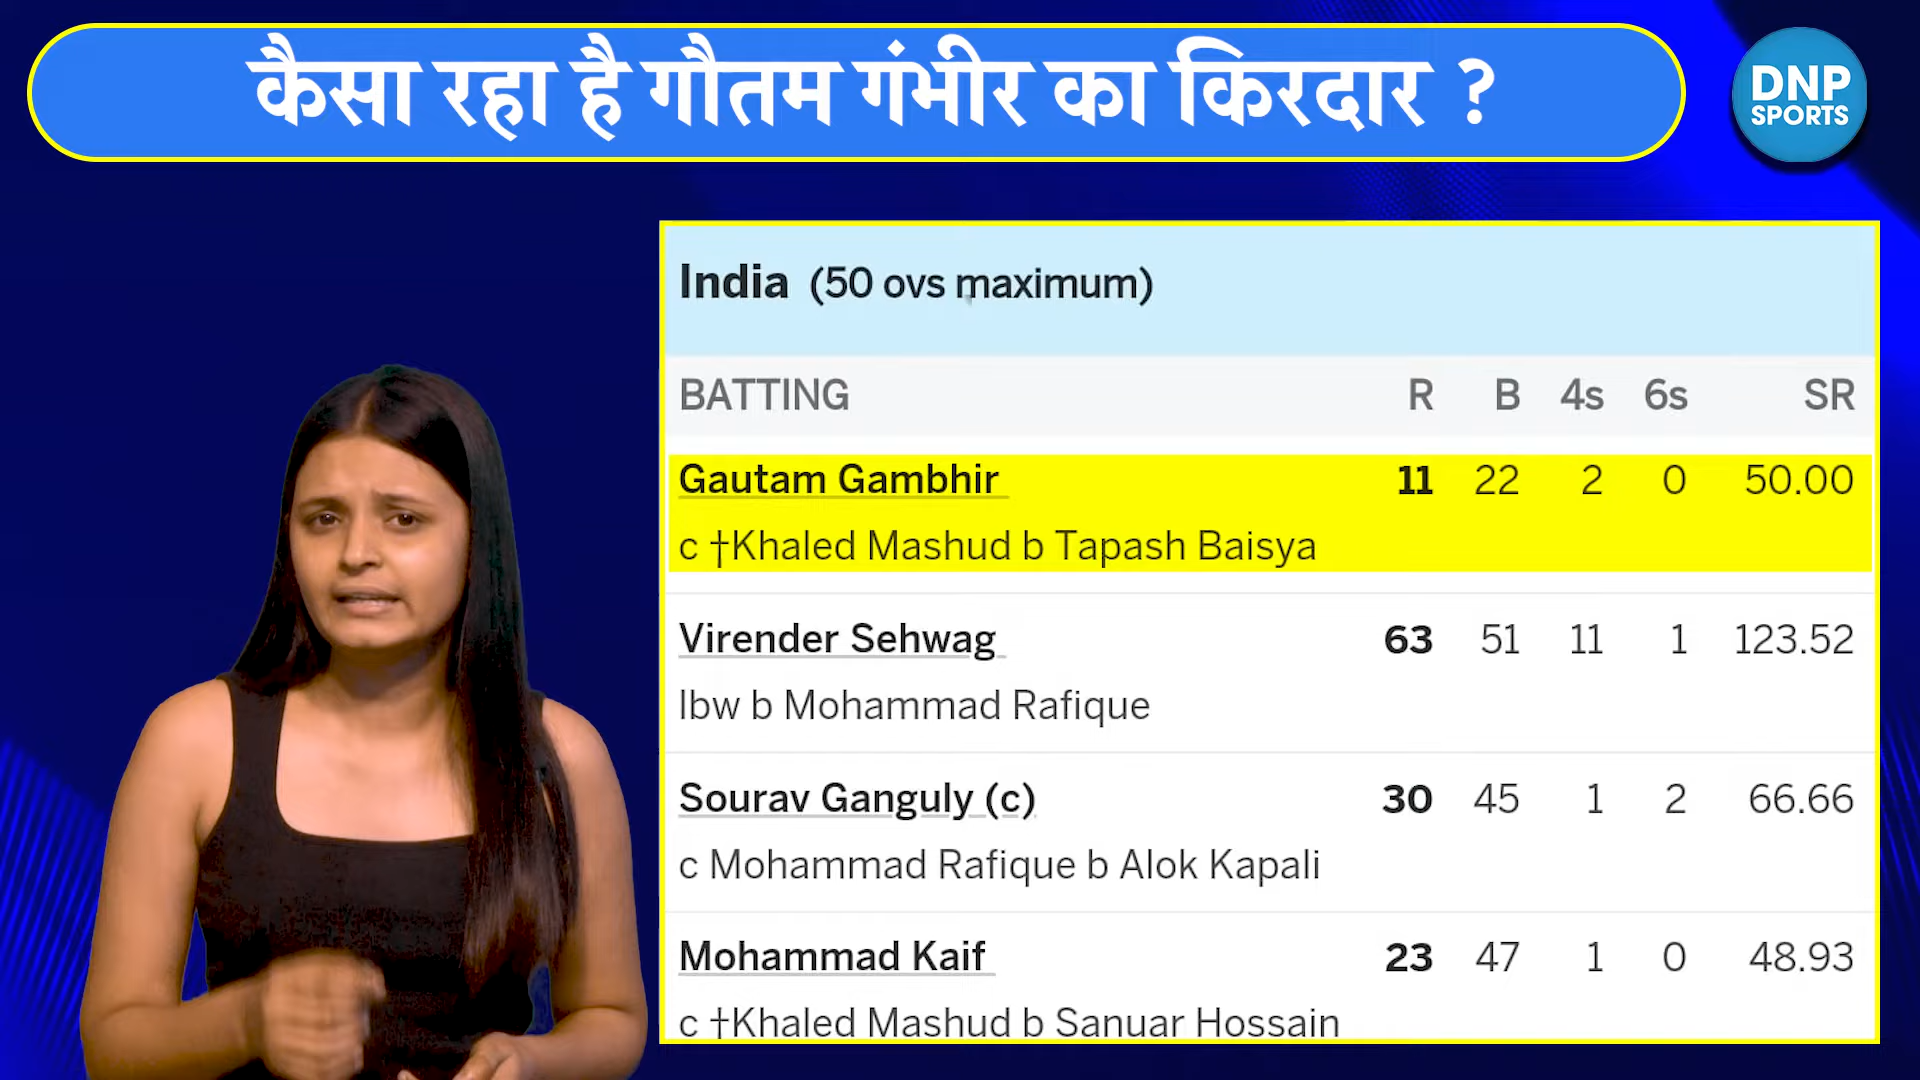 कैसा रहा है गौतम गंभीर का किरदार ?
DNP
SPORTS
India (50 ovs maximum)
BATTING R B 4s 6s SR
Gautam Gambhir 11 22 2 0 50.00
c †Khaled Mashud b Tapash Baisya
Virender Sehwag 63 51 11 1 123.52
lbw b Mohammad Rafique
Sourav Ganguly (c) 30 45 1 2 66.66
c Mohammad Rafique b Alok Kapali
Mohammad Kaif 23 47 1 0 48.93
c †Khaled Mashud b Sanuar Hossain